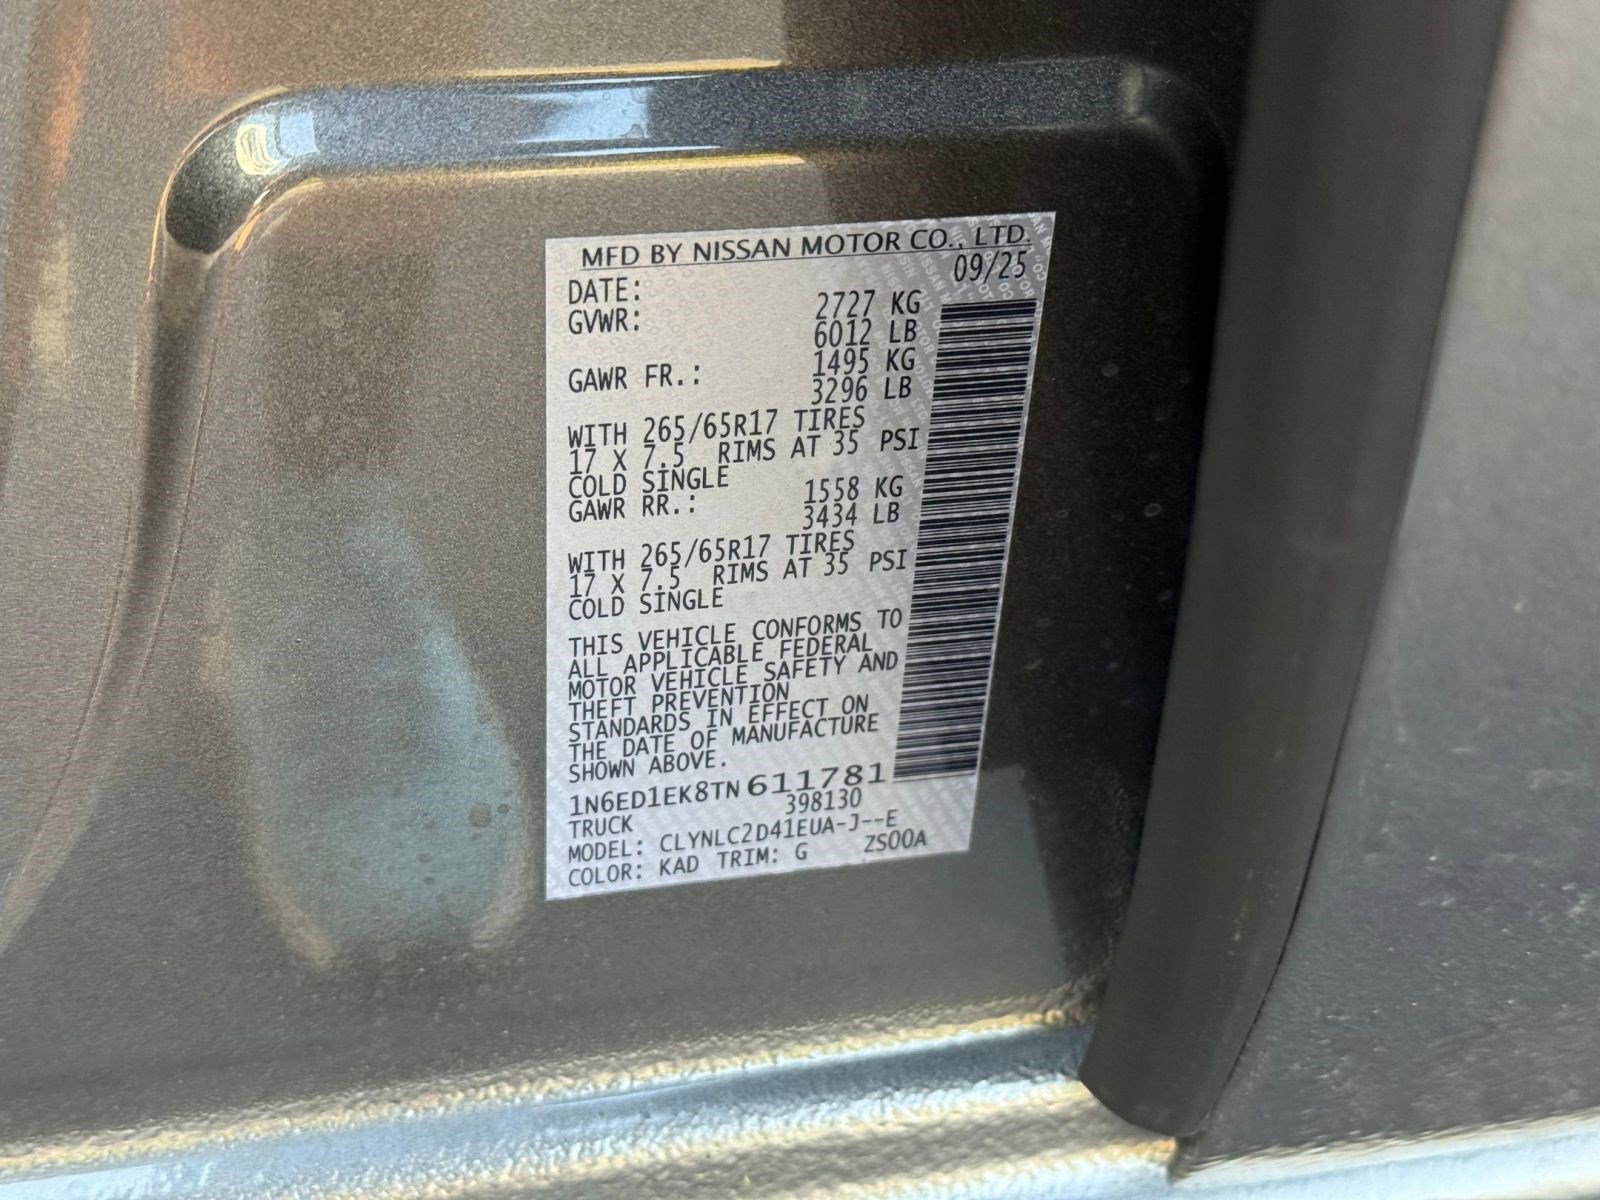 MFD BY NISSAN MOTOR CO., LTD.
DATE: 09/25
GVWR: 2727 KG
6012 LB
GAWR FR.: 1495 KG
3296 LB
WITH 265/65R17 TIRES
17 X 7.5 RIMS AT 35 PSI
COLD SINGLE
GAWR RR.: 1558 KG
3434 LB
WITH 265/65R17 TIRES
17 X 7.5 RIMS AT 35 PSI
COLD SINGLE
THIS VEHICLE CONFORMS TO
ALL APPLICABLE FEDERAL
MOTOR VEHICLE SAFETY AND
THEFT PREVENTION
STANDARDS IN EFFECT ON
THE DATE OF MANUFACTURE
SHOWN ABOVE.
1N6ED1EK8TN611781
TRUCK 398130
MODEL: CLYNLC2D41EUA-J--E
COLOR: KAD TRIM: G ZS00A